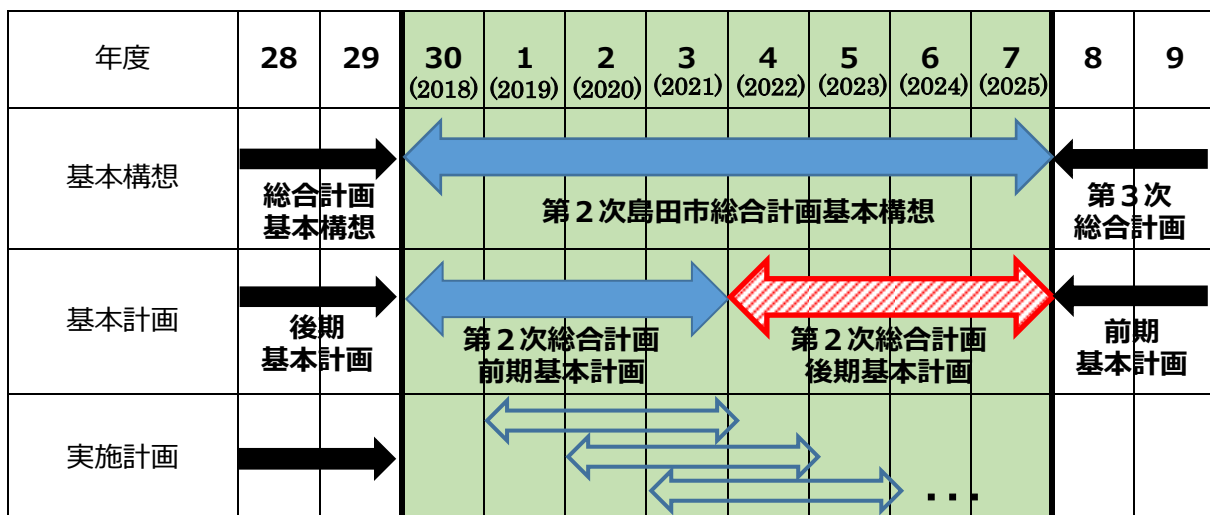 年度 28 29 30 1 2 3 4 5 6 7 8 9
(2018) (2019) (2020) (2021) (2022) (2023) (2024) (2025)
基本構想
総合計画
基本構想
第２次島田市総合計画基本構想
第３次
総合計画
基本計画
後期
基本計画
第２次総合計画
前期基本計画
第２次総合計画
後期基本計画
前期
基本計画
実施計画
...